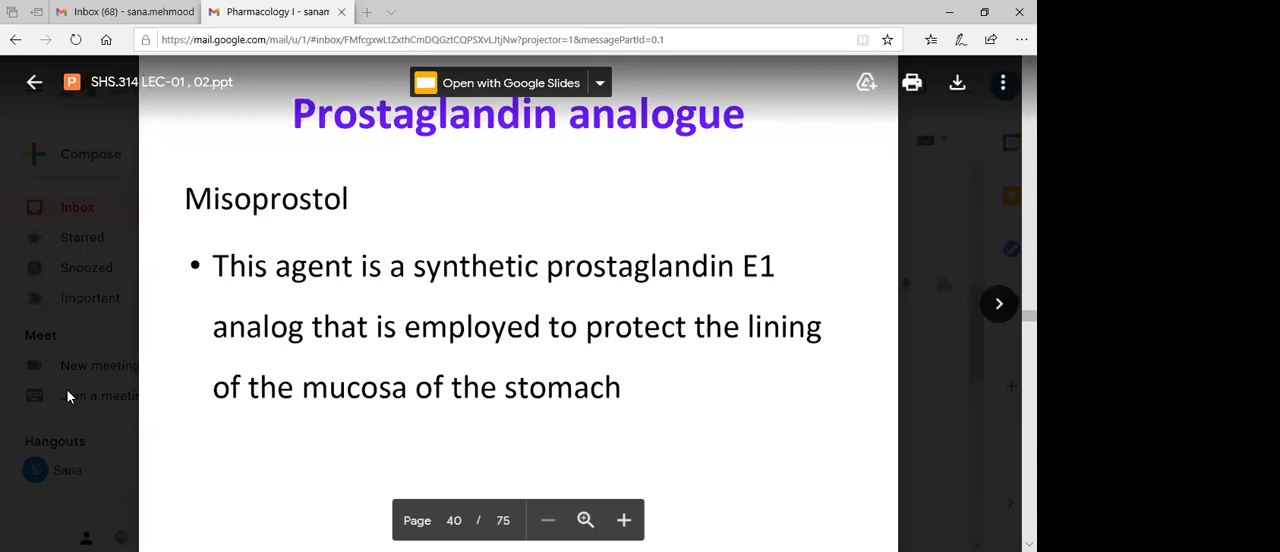 Inbox (68) - sana.mehmood
Pharmacology I - sanam
https://mail.google.com/mail/u/1/#inbox/FMfcgxwLtZxthCmDQGztCQPSXvLJtjNw?projector=1&messagePartId=0.1
P SHS.314 LEC-01 , 02.ppt
Open with Google Slides
Prostaglandin analogue
Compose
Misoprostol
Inbox
Starred
Snoozed
Important
• This agent is a synthetic prostaglandin E1
analog that is employed to protect the lining
of the mucosa of the stomach
Meet
New meeting
Join a meetin
Hangouts
S Sana
Page 40 / 75